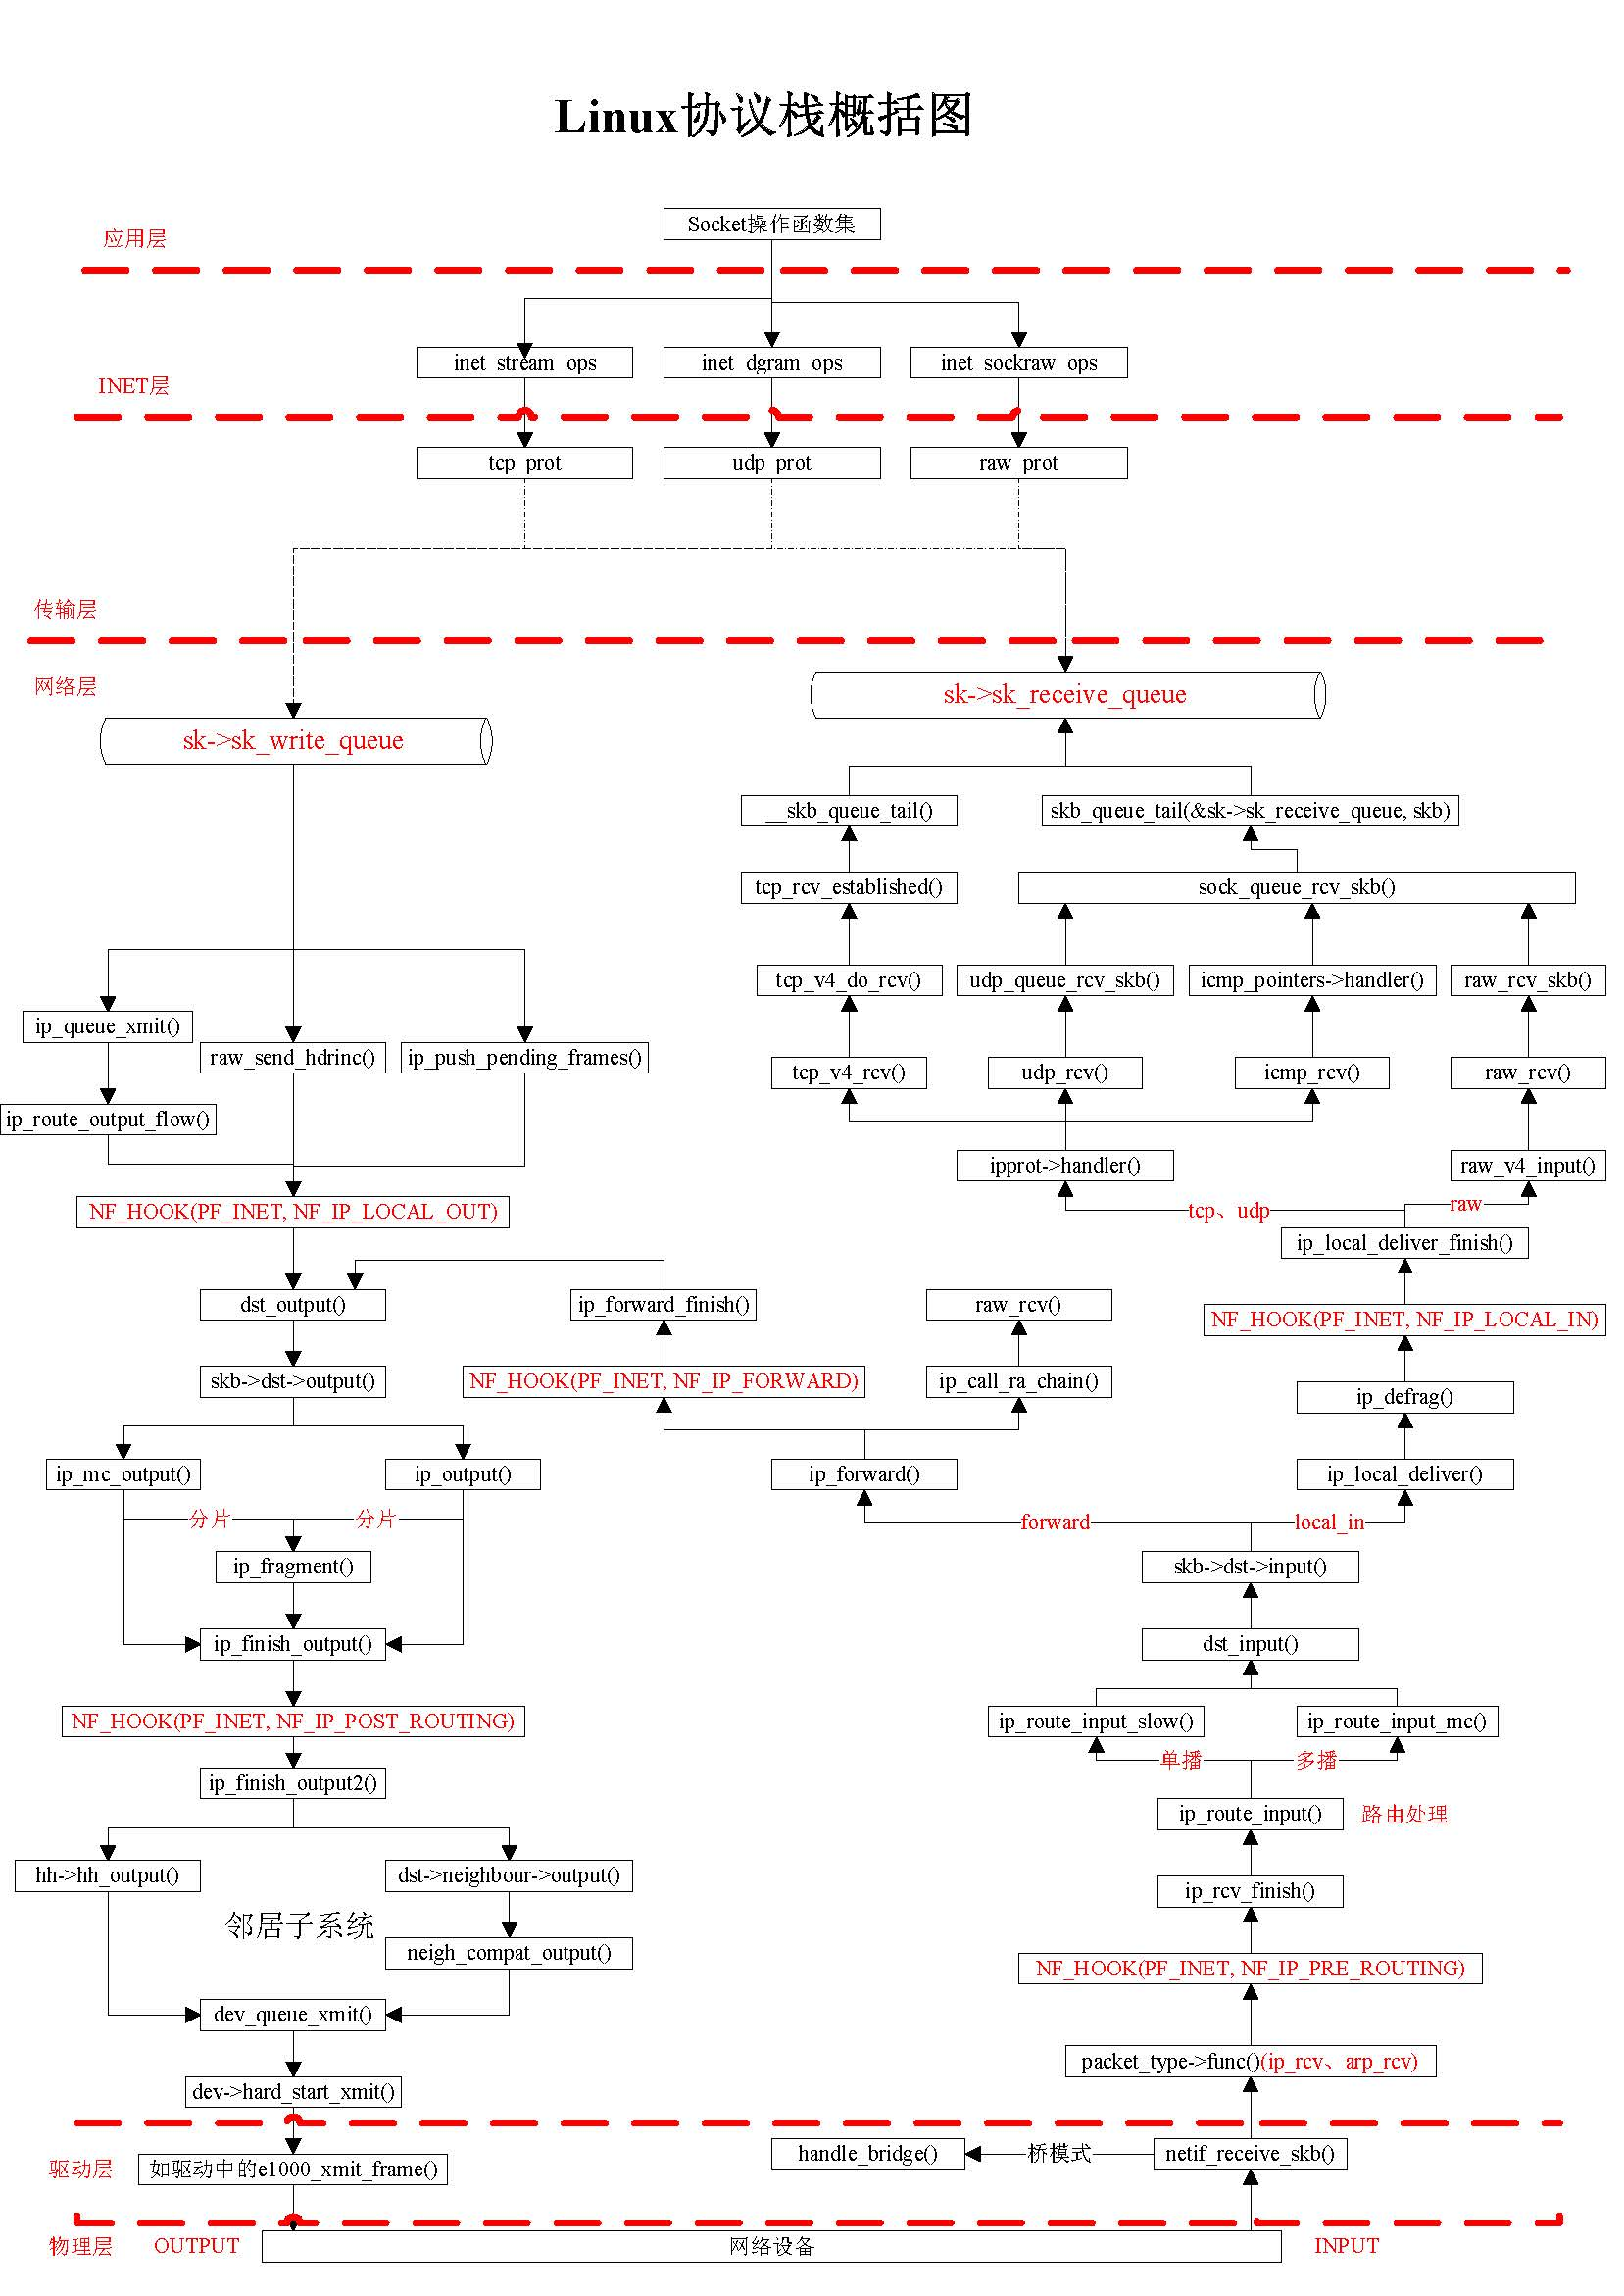 Linux协议栈概括图
Socket操作函数集
应用层
inet_stream_ops
inet_dgram_ops
inet_sockraw_ops
INET层
tcp_prot
udp_prot
raw_prot
传输层
网络层
sk->sk_receive_queue
sk->sk_write_queue
__skb_queue_tail()
skb_queue_tail(&sk->sk_receive_queue, skb)
tcp_rcv_established()
sock_queue_rcv_skb()
tcp_v4_do_rcv()
udp_queue_rcv_skb()
icmp_pointers->handler()
raw_rcv_skb()
ip_queue_xmit()
raw_send_hdrinc()
ip_push_pending_frames()
tcp_v4_rcv()
udp_rcv()
icmp_rcv()
raw_rcv()
ip_route_output_flow()
ipprot->handler()
raw_v4_input()
NF_HOOK(PF_INET, NF_IP_LOCAL_OUT)
tcp、udp
raw
ip_local_deliver_finish()
dst_output()
ip_forward_finish()
raw_rcv()
NF_HOOK(PF_INET, NF_IP_LOCAL_IN)
skb->dst->output()
NF_HOOK(PF_INET, NF_IP_FORWARD)
ip_call_ra_chain()
ip_defrag()
ip_mc_output()
ip_output()
ip_forward()
ip_local_deliver()
分片
分片
forward
local_in
ip_fragment()
skb->dst->input()
ip_finish_output()
dst_input()
NF_HOOK(PF_INET, NF_IP_POST_ROUTING)
ip_route_input_slow()
ip_route_input_mc()
单播
多播
ip_finish_output2()
ip_route_input()
路由处理
hh->hh_output()
dst->neighbour->output()
ip_rcv_finish()
邻居子系统
neigh_compat_output()
NF_HOOK(PF_INET, NF_IP_PRE_ROUTING)
dev_queue_xmit()
packet_type->func()(ip_rcv、arp_rcv)
dev->hard_start_xmit()
handle_bridge()
桥模式
netif_receive_skb()
驱动层
如驱动中的e1000_xmit_frame()
物理层
OUTPUT
网络设备
INPUT